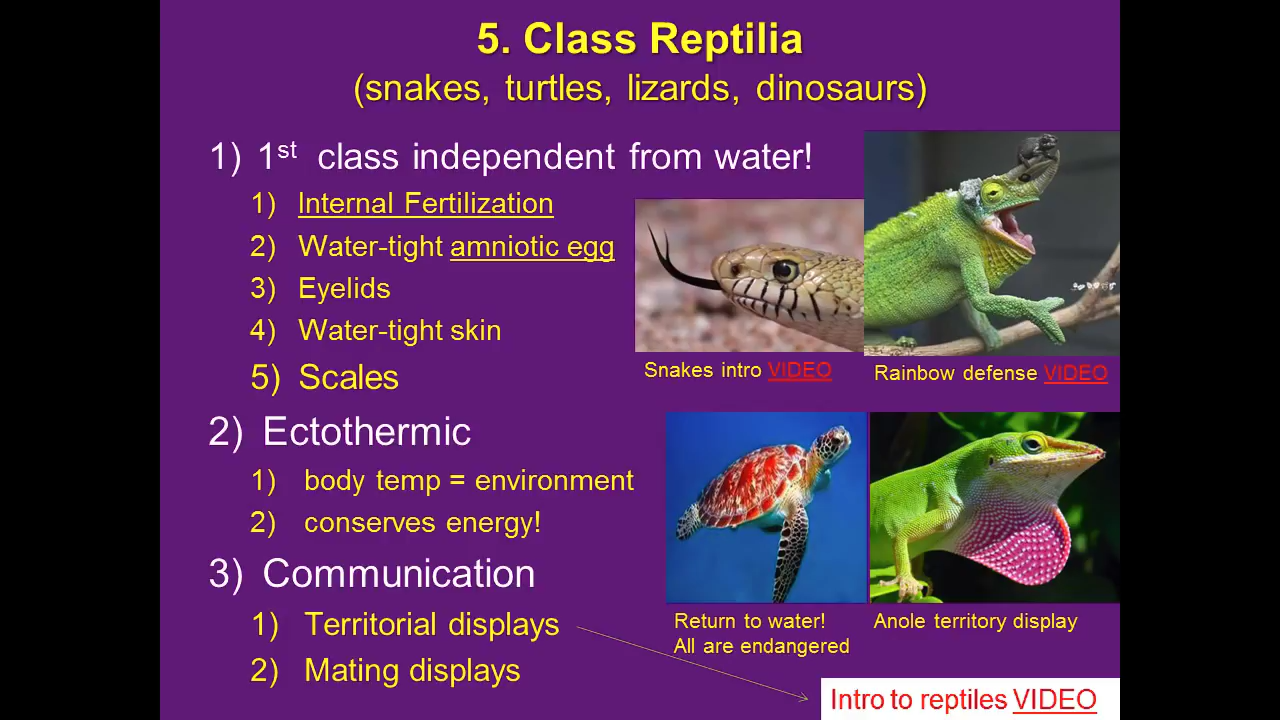 5. Class Reptilia
(snakes, turtles, lizards, dinosaurs)
1) 1st class independent from water!
1) Internal Fertilization
2) Water-tight amniotic egg
3) Eyelids
4) Water-tight skin
5) Scales
2) Ectothermic
1) body temp = environment
2) conserves energy!
3) Communication
1) Territorial displays
2) Mating displays
Snakes intro VIDEO
Rainbow defense VIDEO
Return to water!
All are endangered
Anole territory display
Intro to reptiles VIDEO